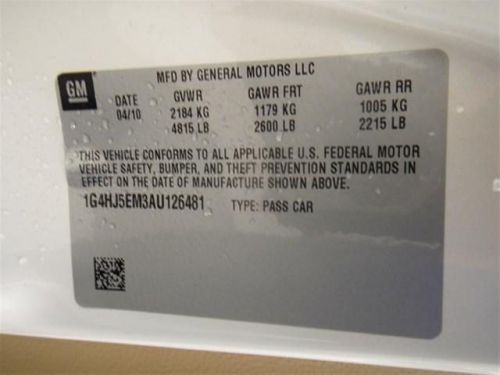 GM
MFD BY GENERAL MOTORS LLC
DATE GVWR GAWR FRT GAWR RR
04/10 2184 KG 1179 KG 1005 KG
4815 LB 2600 LB 2215 LB
THIS VEHICLE CONFORMS TO ALL APPLICABLE U.S. FEDERAL MOTOR
VEHICLE SAFETY, BUMPER, AND THEFT PREVENTION STANDARDS IN
EFFECT ON THE DATE OF MANUFACTURE SHOWN ABOVE.
1G4HJ5EM3AU126481 TYPE: PASS CAR